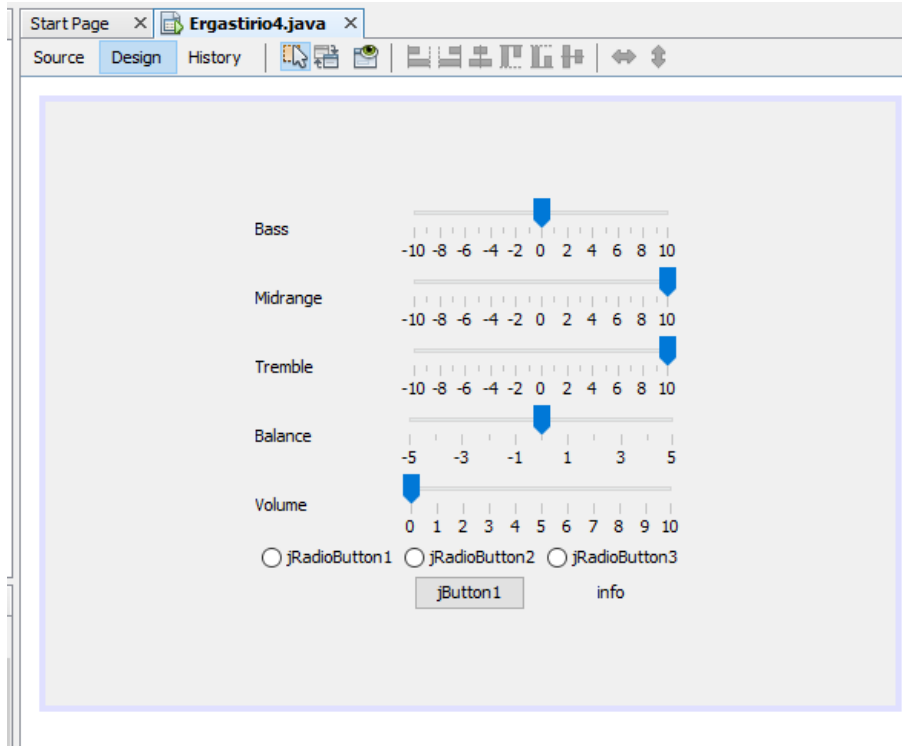 Start Page X Ergastirio4.java X
Source Design History
Bass
-10 -8 -6 -4 -2 0 2 4 6 8 10
Midrange
-10 -8 -6 -4 -2 0 2 4 6 8 10
Tremble
-10 -8 -6 -4 -2 0 2 4 6 8 10
Balance
-5 -3 -1 1 3 5
Volume
0 1 2 3 4 5 6 7 8 9 10
jRadioButton1 jRadioButton2 jRadioButton3
jButton1 info